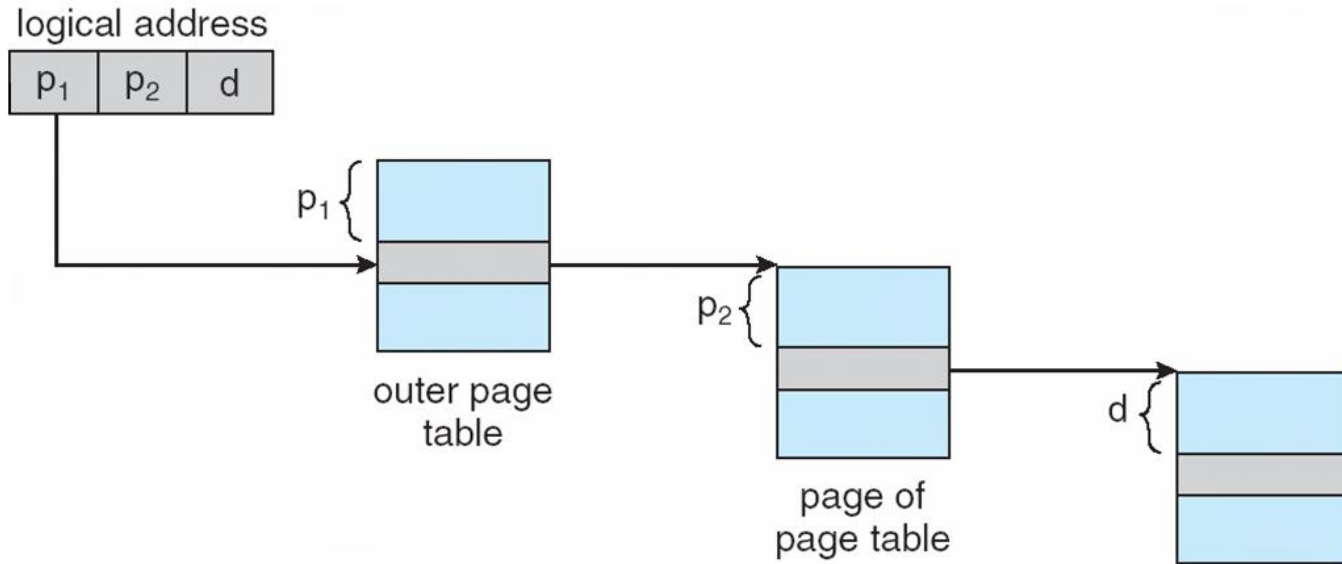 logical address
p₁ p₂ d
p₁
p₂
d
outer page
table
page of
page table